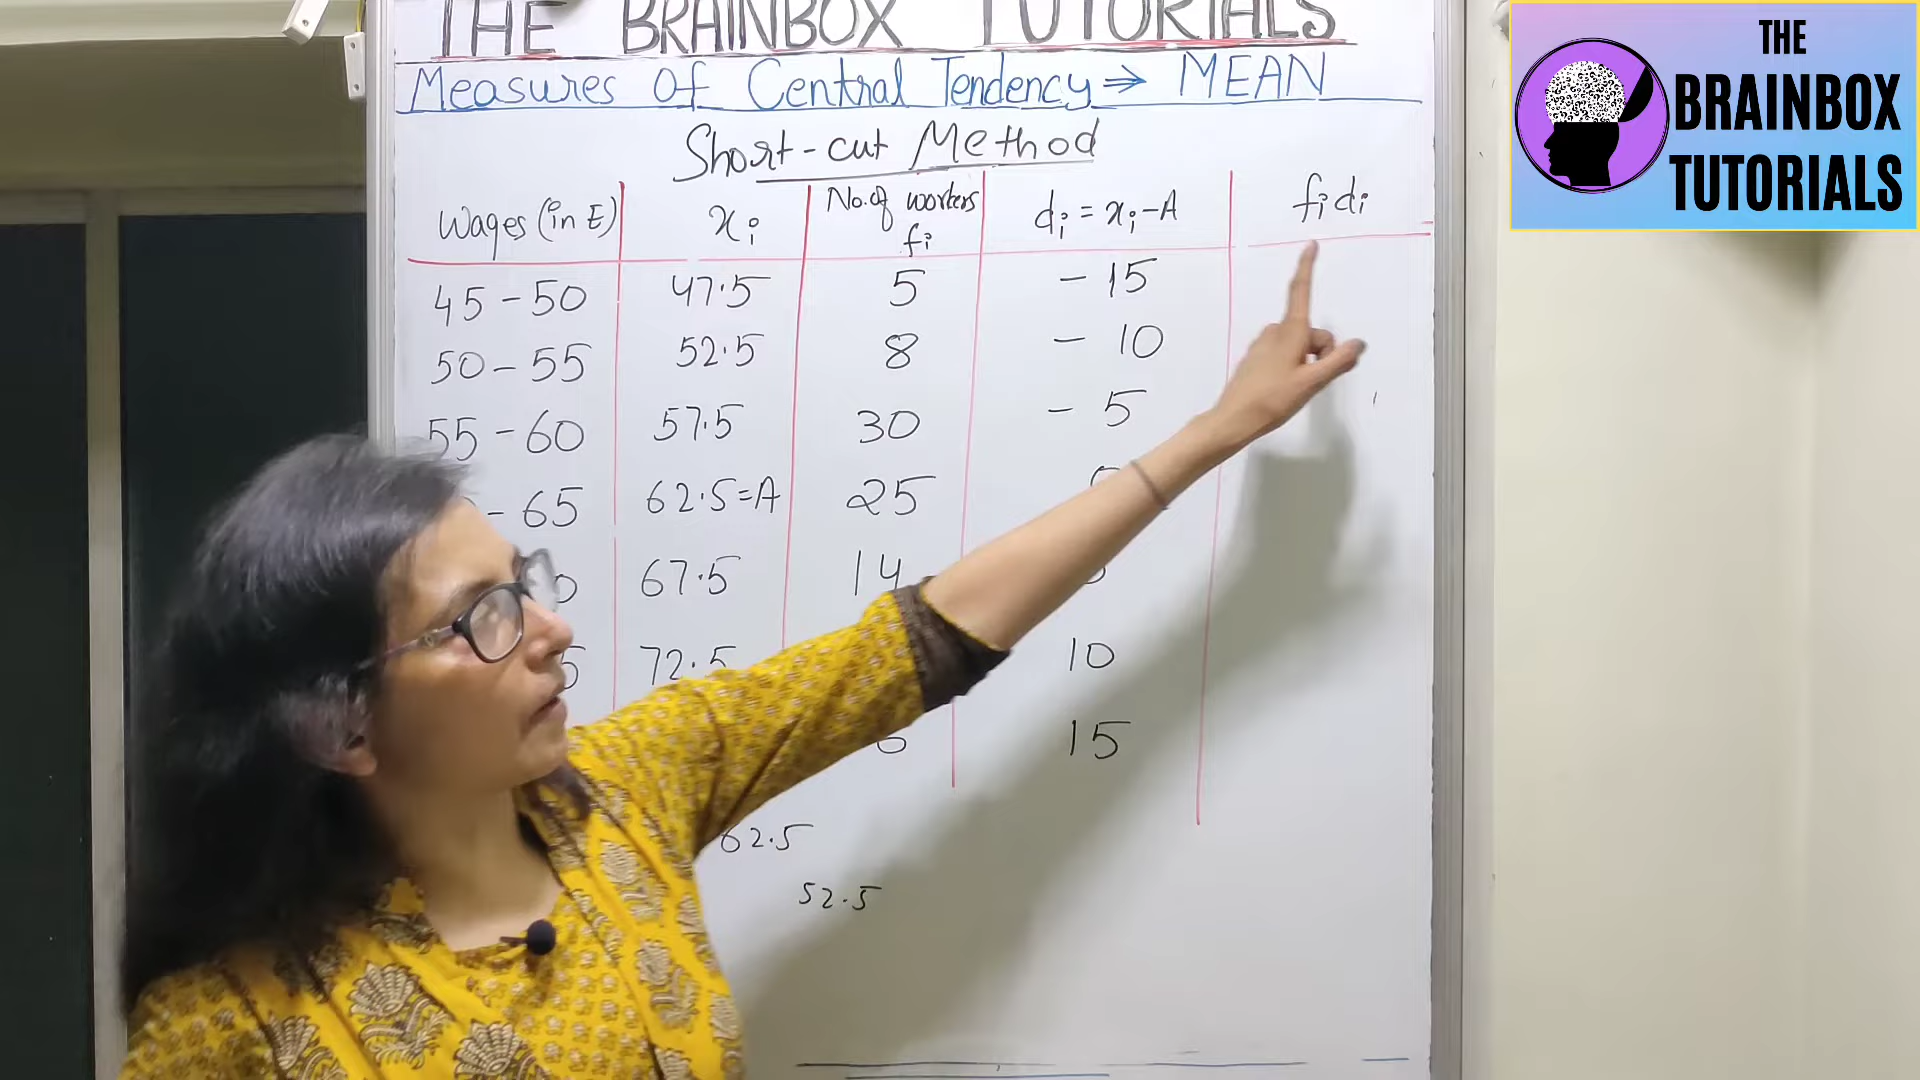 THE BRAINBOX TUTORIALS
Measures Of Central Tendency ⇒ MEAN
Short-cut Method
Wages (in E) xi No. of workers fi di = xi - A fidi
45 - 50 47.5 5 - 15
50 - 55 52.5 8 - 10
55 - 60 57.5 30 - 5
- 65 62.5 = A 25
67.5 14
72.5 10
15
62.5
52.5
THE
BRAINBOX
TUTORIALS